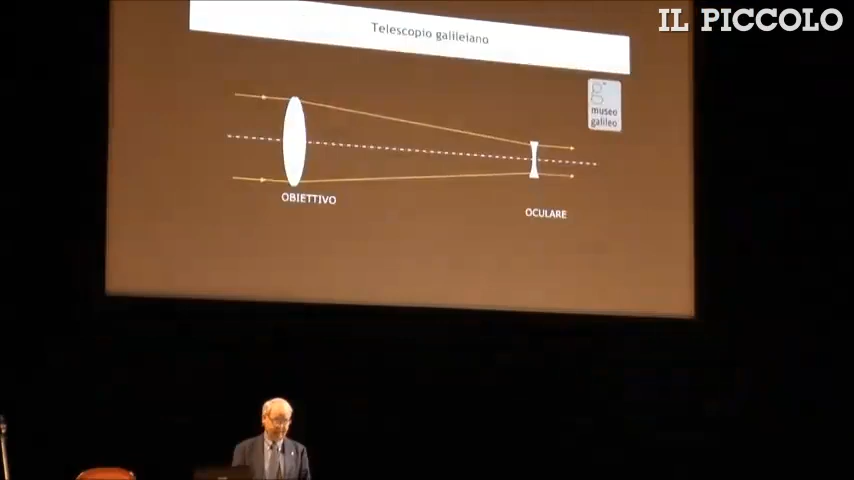 IL PICCOLO
Telescopio galileiano
museo
galileo
OBIETTIVO
OCULARE